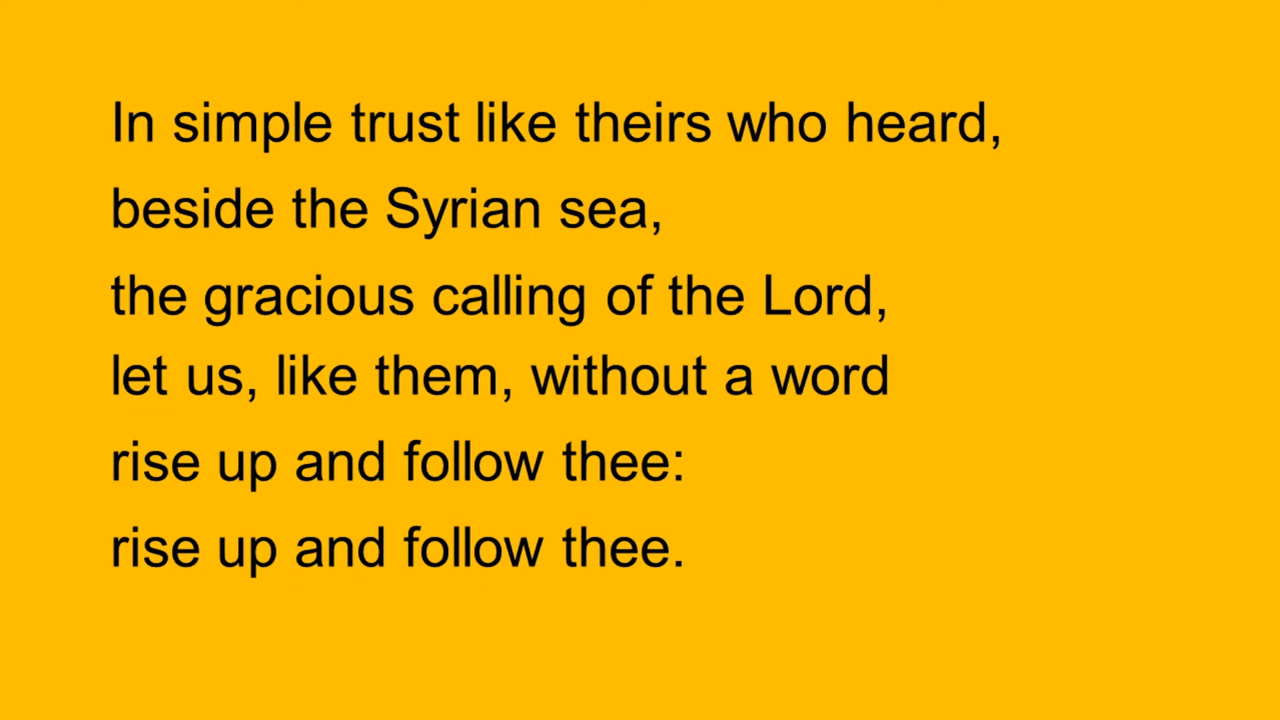 In simple trust like theirs who heard,
beside the Syrian sea,
the gracious calling of the Lord,
let us, like them, without a word
rise up and follow thee:
rise up and follow thee.